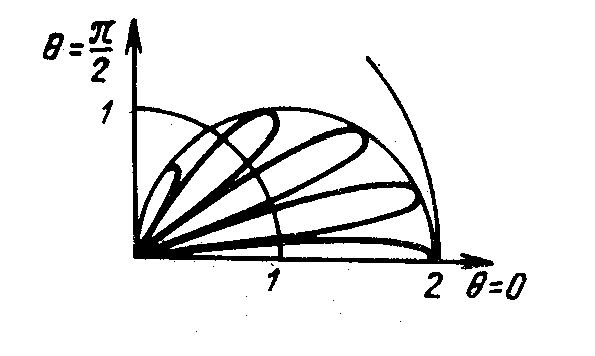 θ = π/2
1
1
2
θ = 0